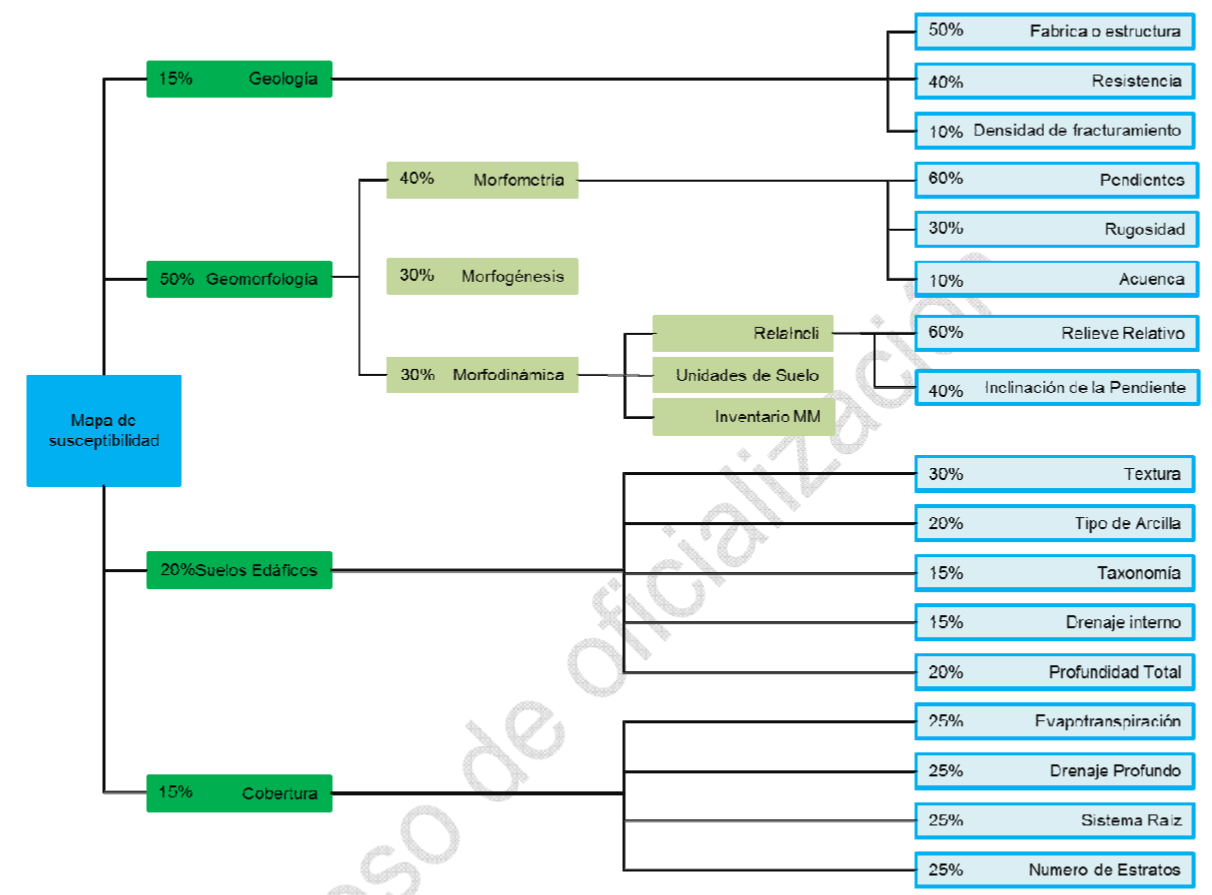 50% Fabrica o estructura
15% Geología
40% Resistencia
10% Densidad de fracturamiento
40% Morfometria
60% Pendientes
30% Rugosidad
50% Geomorfología
30% Morfogénesis
10% Acuenca
Relaincli
60% Relieve Relativo
30% Morfodinámica
Unidades de Suelo
40% Inclinación de la Pendiente
Inventario MM
Mapa de
susceptibilidad
30% Textura
20% Tipo de Arcilla
20%Suelos Edáficos
15% Taxonomía
15% Drenaje interno
20% Profundidad Total
25% Evapotranspiración
25% Drenaje Profundo
15% Cobertura
25% Sistema Raiz
25% Numero de Estratos
de oficialización